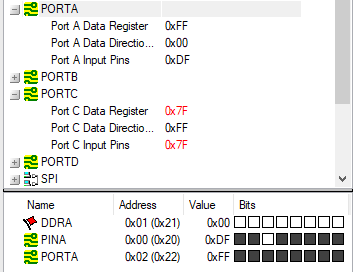 PORTA
Port A Data Register 0xFF
Port A Data Directio... 0x00
Port A Input Pins 0xDF
PORTB
PORTC
Port C Data Register 0x7F
Port C Data Directio... 0xFF
Port C Input Pins 0x7F
PORTD
SPI
Name Address Value Bits
DDRA 0x01 (0x21) 0x00
PINA 0x00 (0x20) 0xDF
PORTA 0x02 (0x22) 0xFF